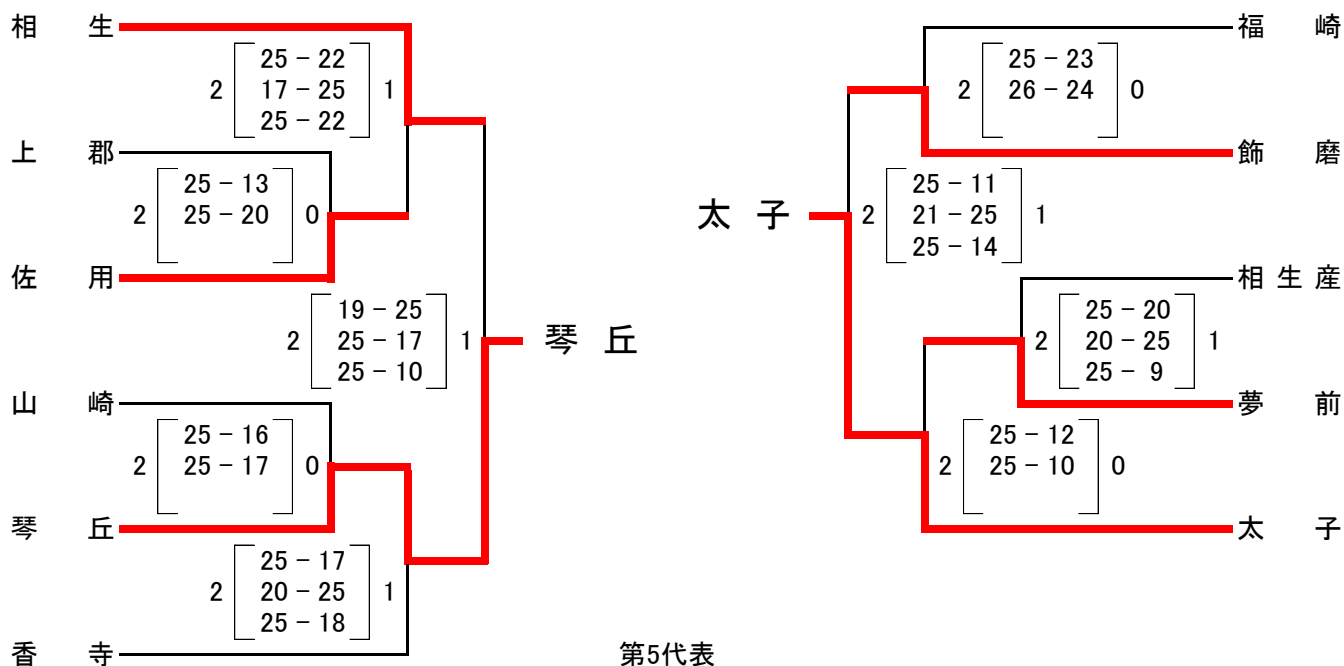 相生
25－22
2 17－25 1
25－22
上郡
25－13
2 25－20 0
佐用
19－25
2 25－17 1
25－10
琴丘
山崎
25－16
2 25－17 0
琴丘
25－17
2 20－25 1
25－18
香寺
福崎
25－23
2 26－24 0
飾磨
25－11
太子 2 21－25 1
25－14
相生産
25－20
2 20－25 1
25－ 9
夢前
25－12
2 25－10 0
太子
第5代表